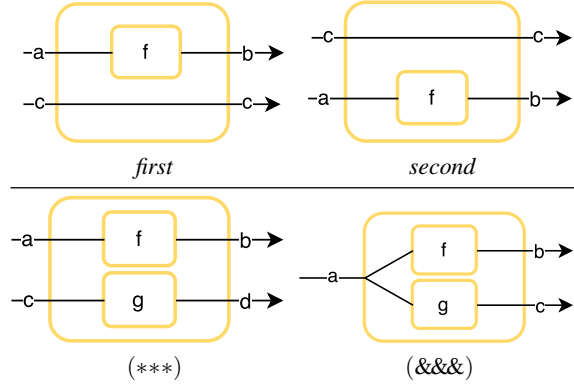 a f b
c c
first
c c
a f b
second
a f b
c g d
(***)
a f b
g c
(&&&)